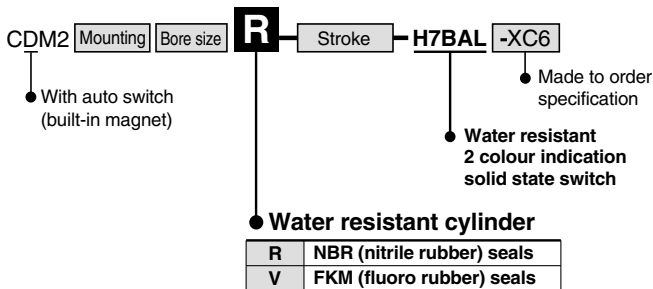 CDM2 Mounting Bore size R Stroke H7BAL -XC6
With auto switch
(built-in magnet)
Made to order
specification
Water resistant
2 colour indication
solid state switch
Water resistant cylinder
R NBR (nitrile rubber) seals
V FKM (fluoro rubber) seals